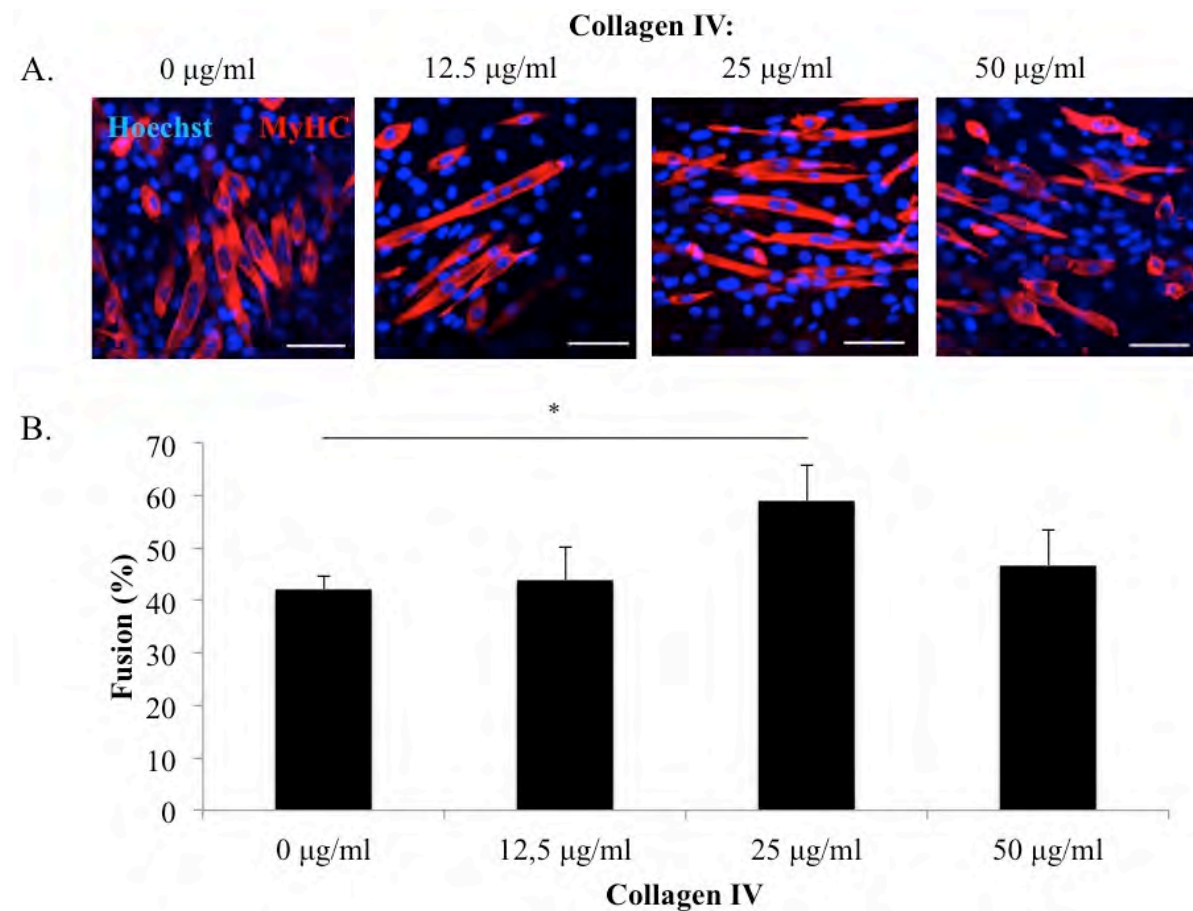 Collagen IV:
A.
0 μg/ml
12.5 μg/ml
25 μg/ml
50 μg/ml
Hoechst
MyHC
B.
*
70
60
50
40
30
20
10
0
Fusion (%)
0 μg/ml
12,5 μg/ml
25 μg/ml
50 μg/ml
Collagen IV